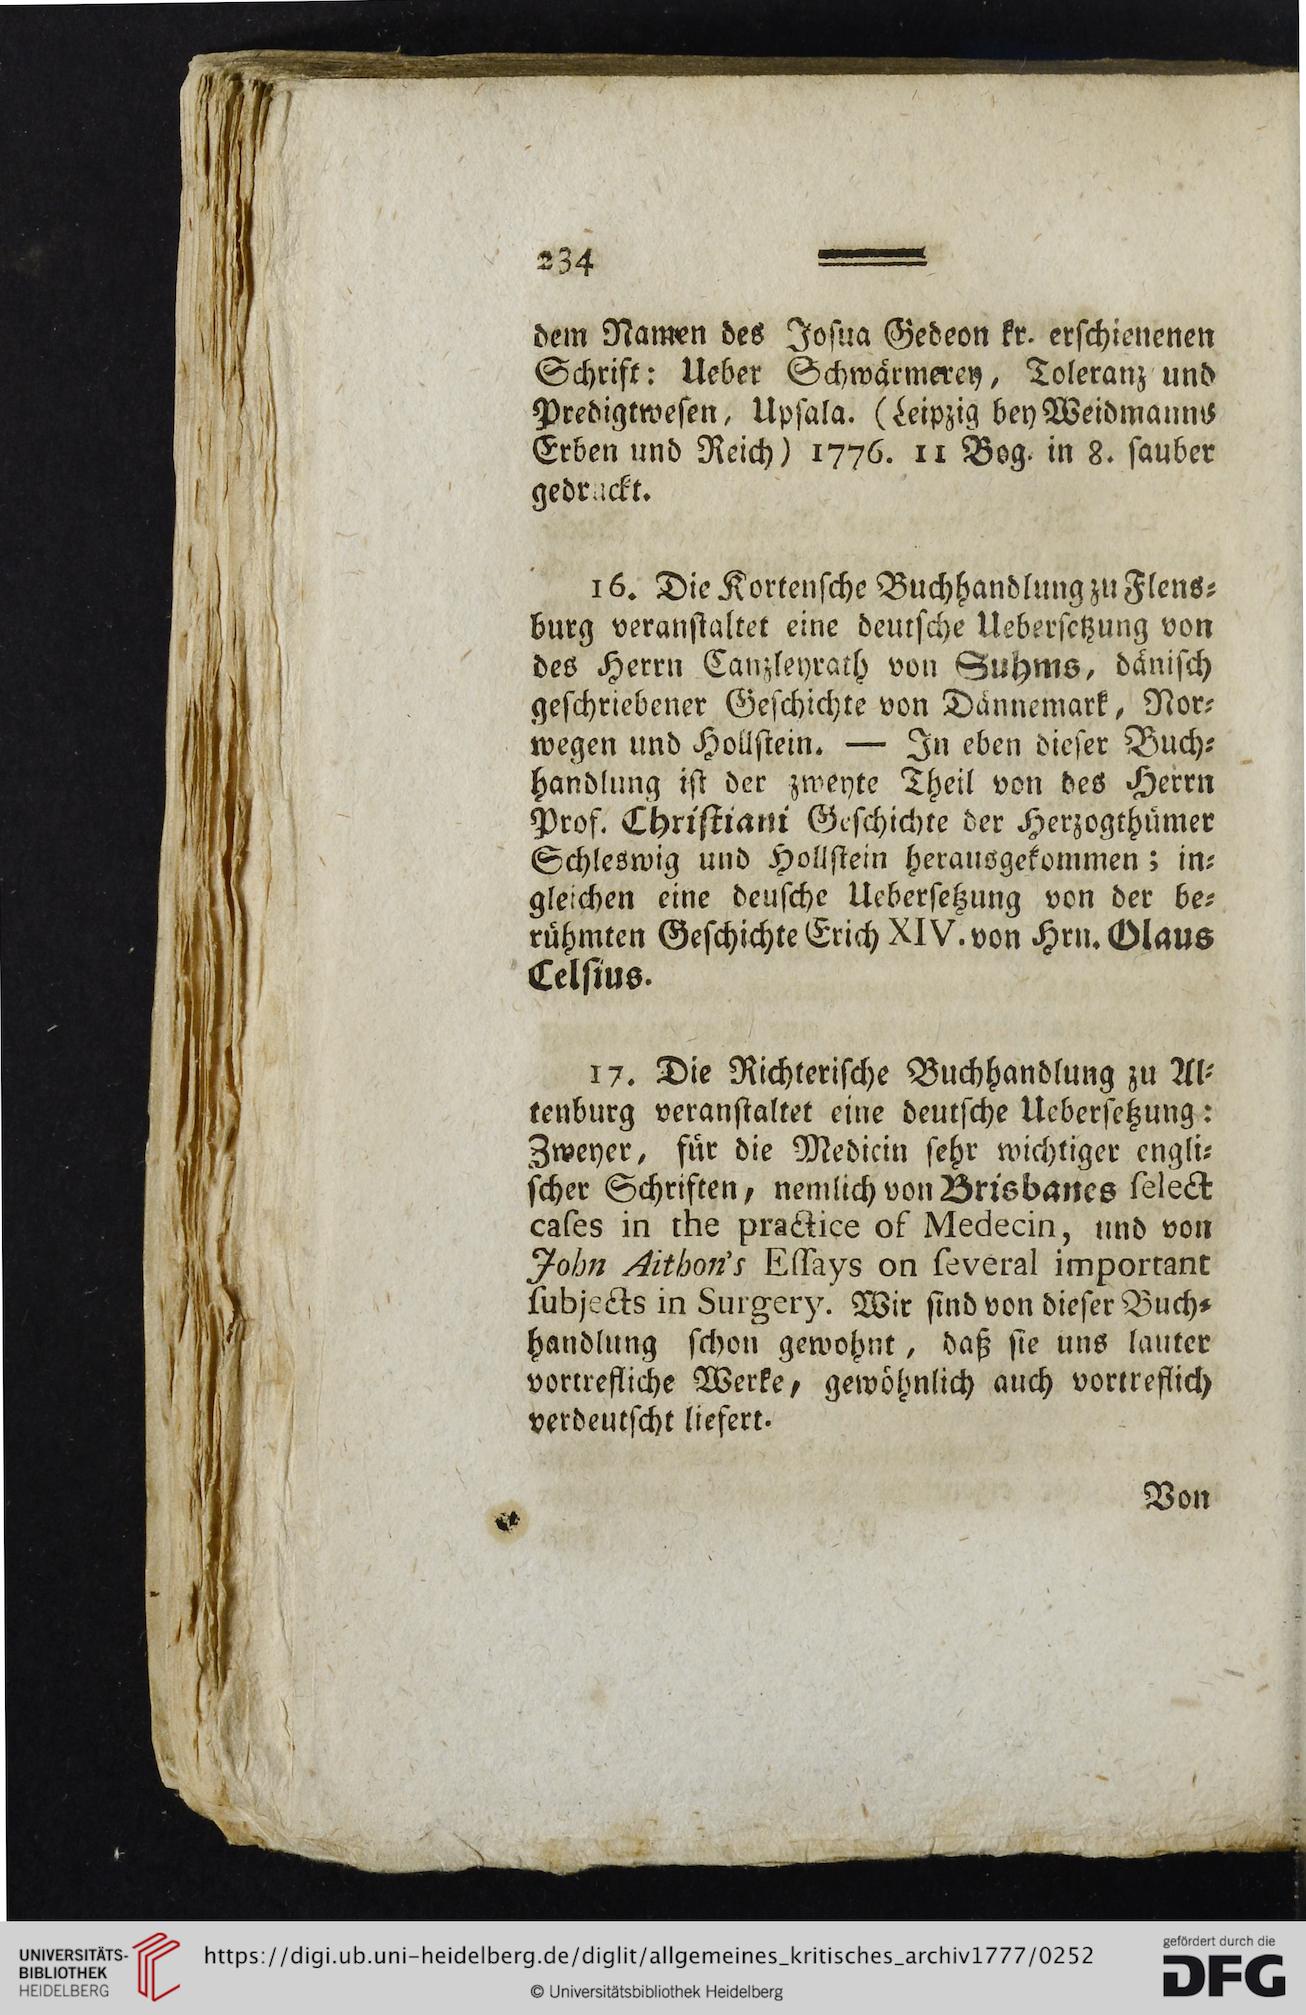 234
dem Namen des Josua Gedeon kr. erschienenen
Schrift: Ueber Schwärmerey, Toleranz und
Predigtwesen, Upsala. (Leipzig bey Weidmanns
Erben und Reich) 1776. 11 Bog. in 8. sauber
gedruckt.
16. Die Kortensche Buchhandlung zu Flens⸗
burg veranstaltet eine deutsche Uebersetzung von
des Herrn Canzleyrath von Suhms, dänisch
geschriebener Geschichte von Dännemark, Nor⸗
wegen und Hollstein. — In eben dieser Buch⸗
handlung ist der zweyte Theil von des Herrn
Prof. Christiani Geschichte der Herzogthümer
Schleswig und Hollstein herausgekommen; in⸗
gleichen eine deusche Uebersetzung von der be⸗
rühmten Geschichte Erich XIV. von Hrn. Olaus
Celsius.
17. Die Richterische Buchhandlung zu Al⸗
tenburg veranstaltet eine deutsche Uebersetzung:
Zweyer, für die Medicin sehr wichtiger engli⸗
scher Schriften, nemlich von Brisbanes ſelect
caſes in the practice of Medecin, und von
John Aithon's Eſſays on ſeveral important
ſubjects in Surgery. Wir sind von dieser Buch⸗
handlung schon gewohnt, daß sie uns lauter
vortrefliche Werke, gewöhnlich auch vortreflich
verdeutscht liefert.
Von
UNIVERSITÄTS-
BIBLIOTHEK
HEIDELBERG
https://digi.ub.uni-heidelberg.de/diglit/allgemeines_kritisches_archiv1777/0252
© Universitätsbibliothek Heidelberg
gefördert durch die
DFG